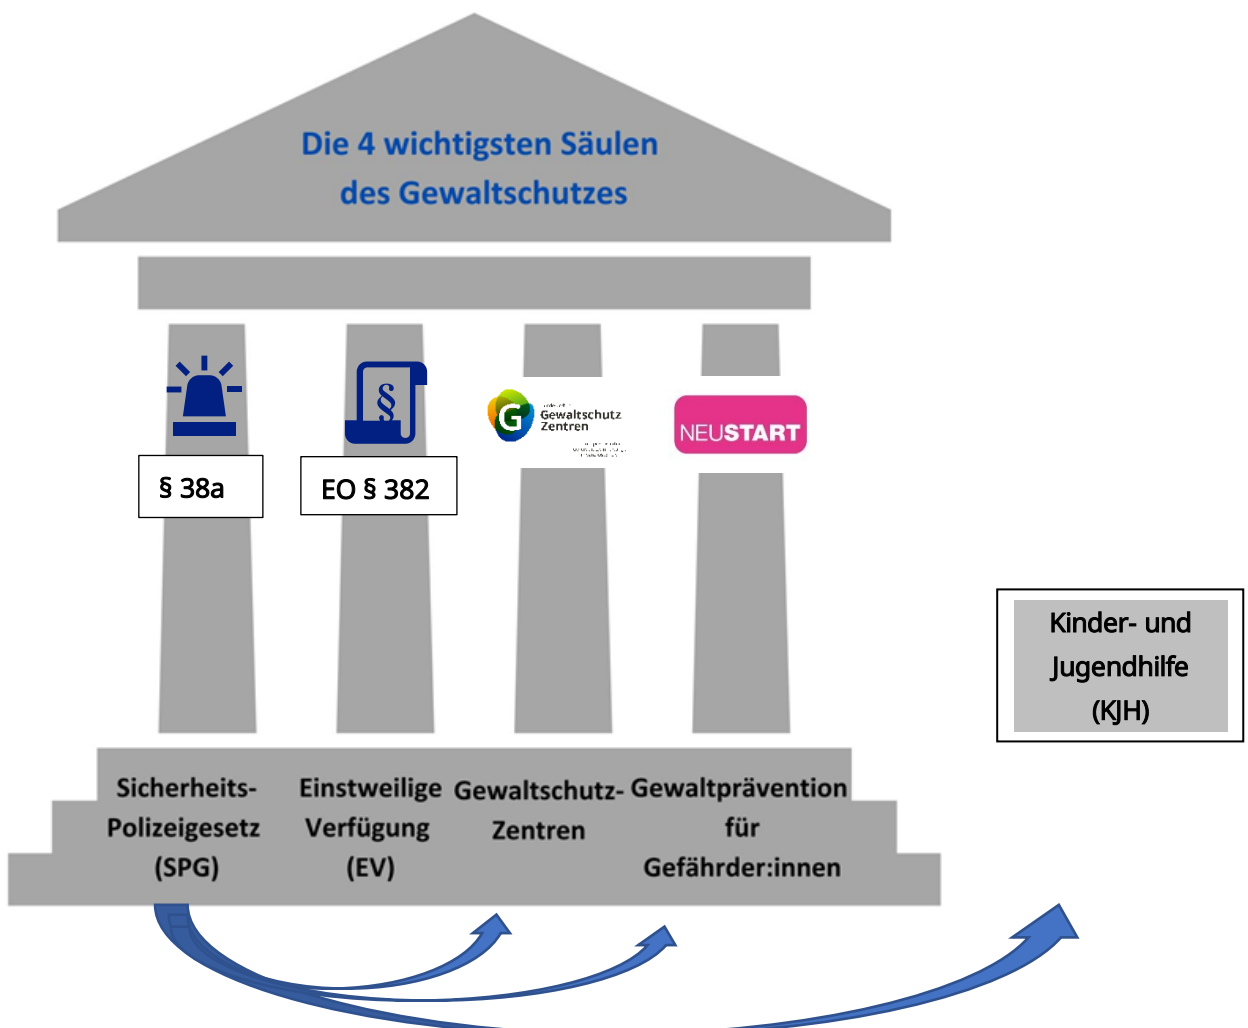 Die 4 wichtigsten Säulen
des Gewaltschutzes
§
G
Gewaltschutz
Zentren
NEUSTART
§ 38a
EO § 382
Kinder- und
Jugendhilfe
(KJH)
Sicherheits-
Polizeigesetz
(SPG)
Einstweilige
Verfügung
(EV)
Gewaltschutz-
Zentren
Gewaltprävention
für
Gefährder:innen